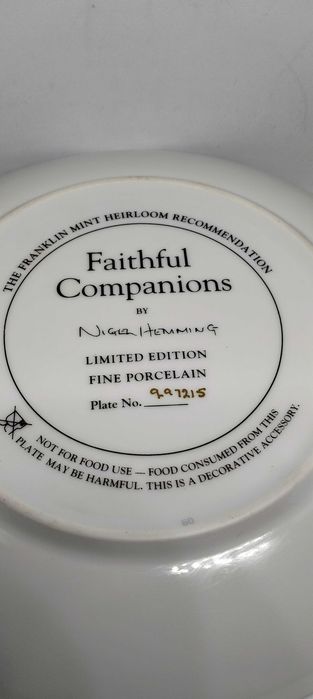 THE FRANKLIN MINT HEIRLOOM RECOMMENDATION
Faithful
Companions
BY
NIGEL HEMMING
LIMITED EDITION
FINE PORCELAIN
Plate No. 997215
NOT FOR FOOD USE — FOOD CONSUMED FROM THIS
PLATE MAY BE HARMFUL. THIS IS A DECORATIVE ACCESSORY.